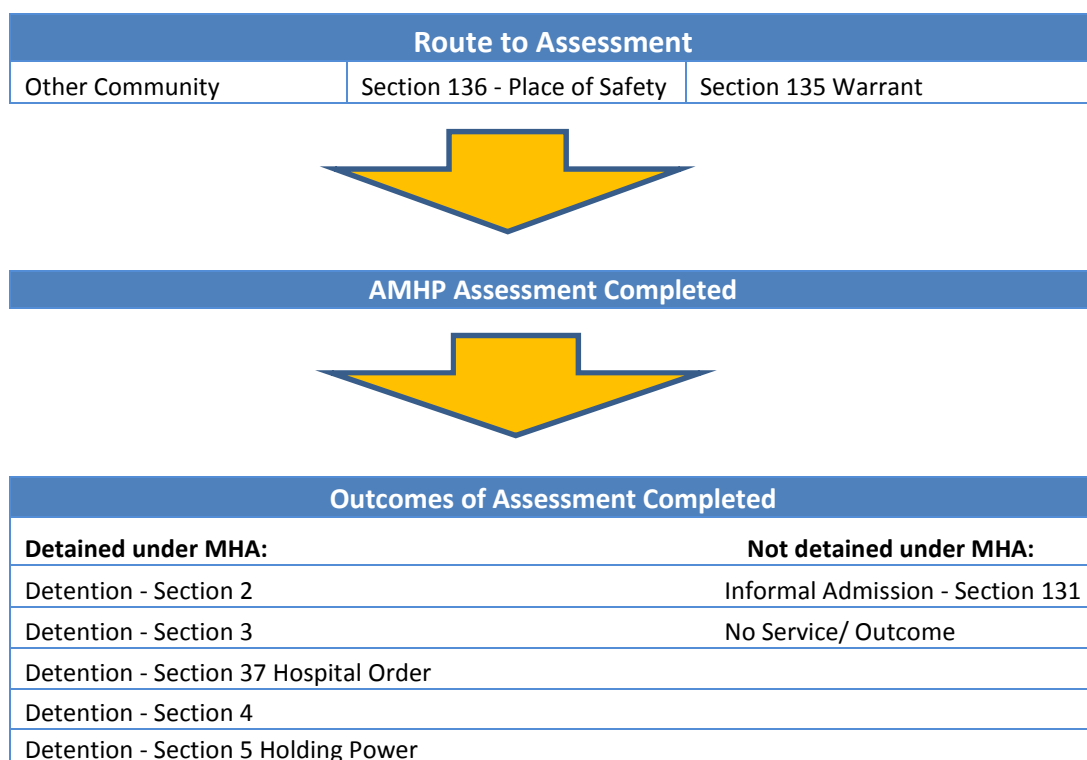 Route to Assessment
Other Community Section 136 - Place of Safety Section 135 Warrant
AMHP Assessment Completed
Outcomes of Assessment Completed
Detained under MHA: Not detained under MHA:
Detention - Section 2 Informal Admission - Section 131
Detention - Section 3 No Service/ Outcome
Detention - Section 37 Hospital Order
Detention - Section 4
Detention - Section 5 Holding Power